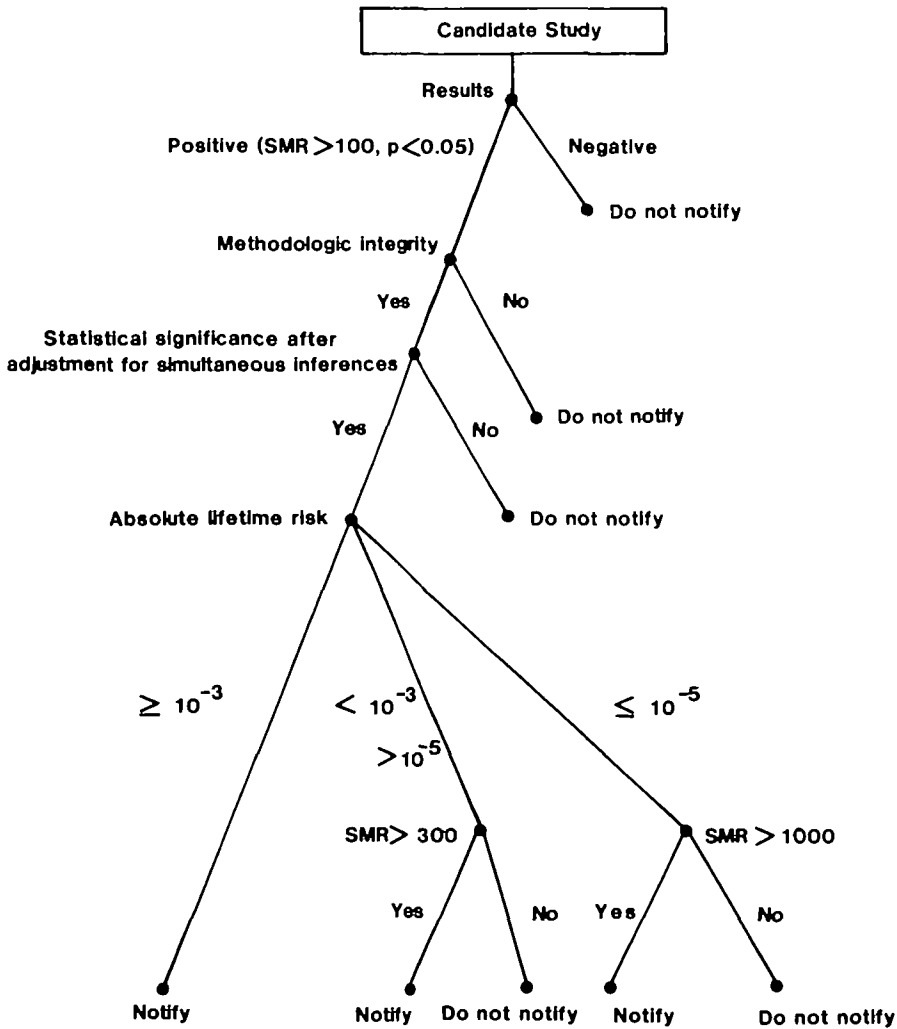 Candidate Study
Results
Positive (SMR >100, p<0.05)
Negative
Do not notify
Methodologic integrity
Yes
No
Statistical significance after
adjustment for simultaneous inferences
Do not notify
Yes
No
Absolute lifetime risk
Do not notify
≥ 10⁻³
< 10⁻³
>10⁻⁵
≤ 10⁻⁵
SMR> 300
SMR > 1000
Yes
No
Yes
No
Notify
Notify
Do not notify
Notify
Do not notify